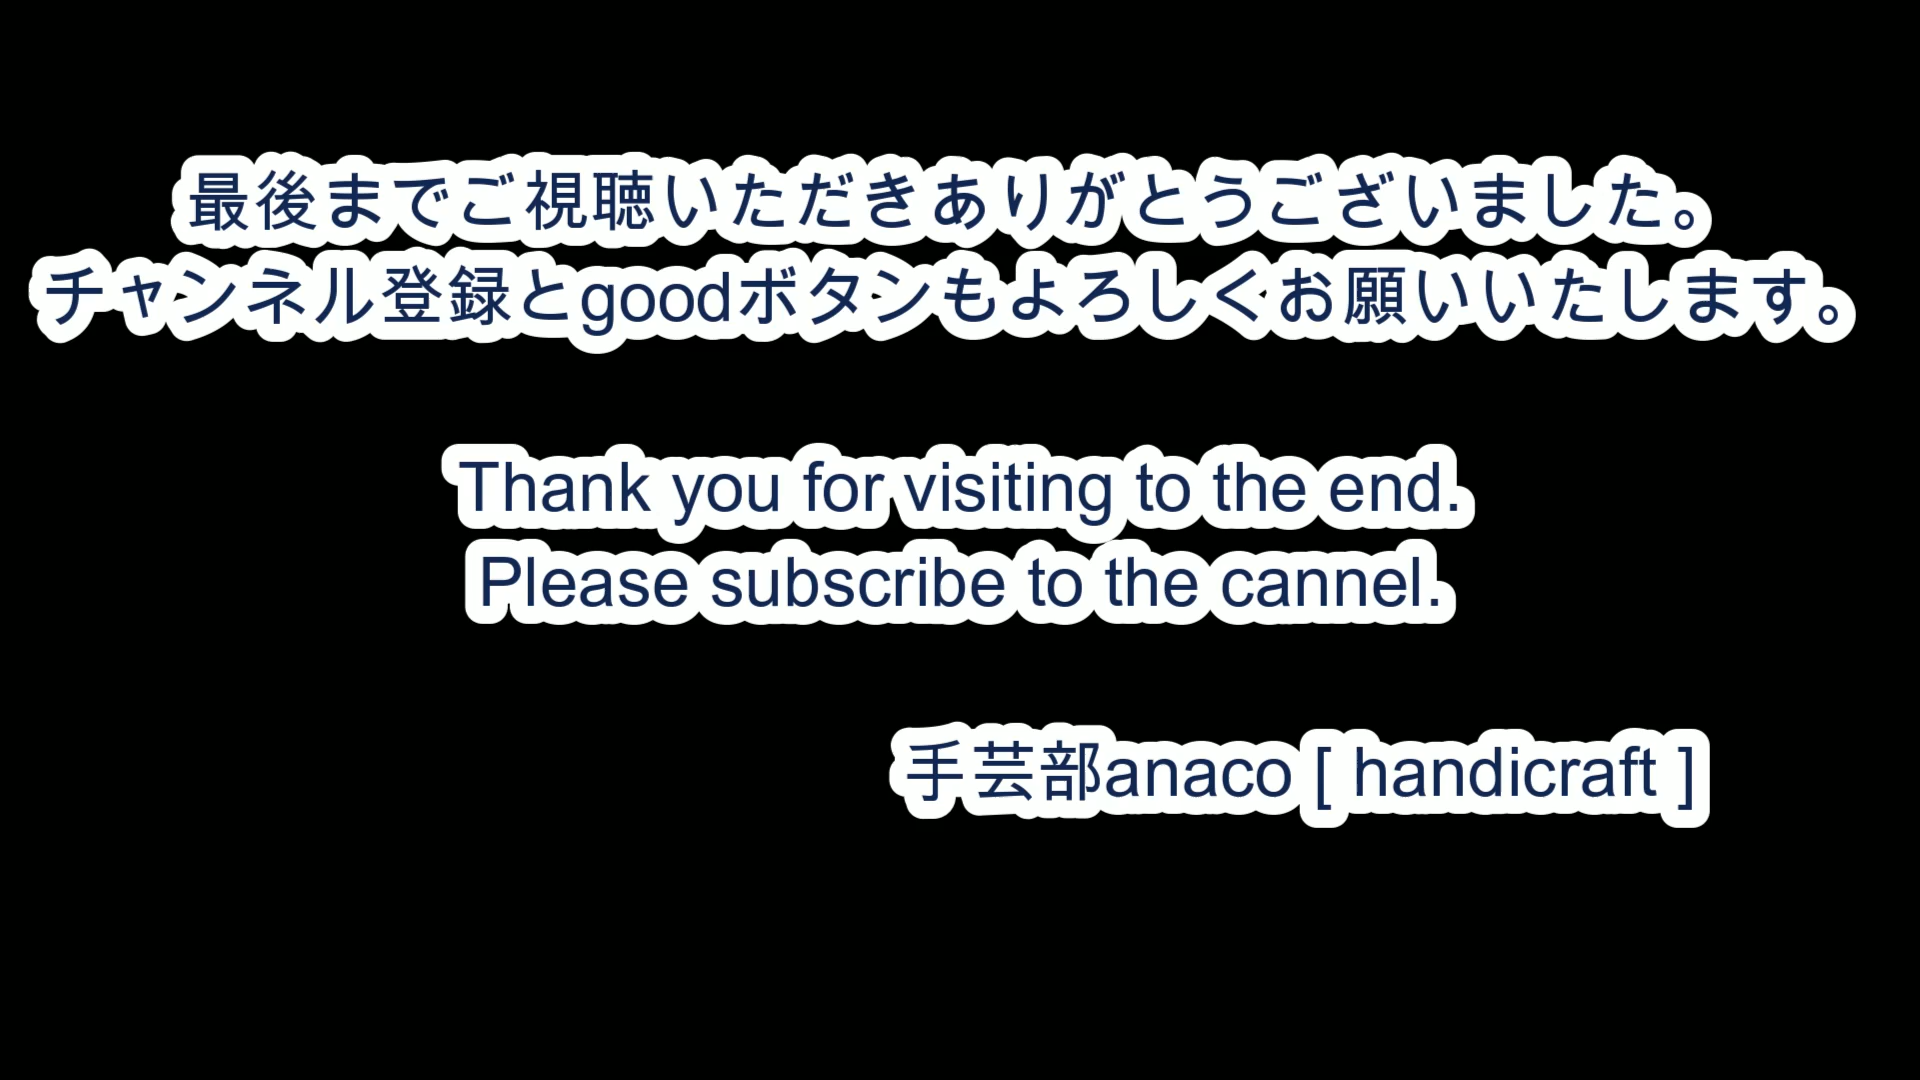 最後までご視聴いただきありがとうございました。
チャンネル登録とgoodボタンもよろしくお願いいたします。
Thank you for visiting to the end.
Please subscribe to the cannel.
手芸部anaco [ handicraft ]